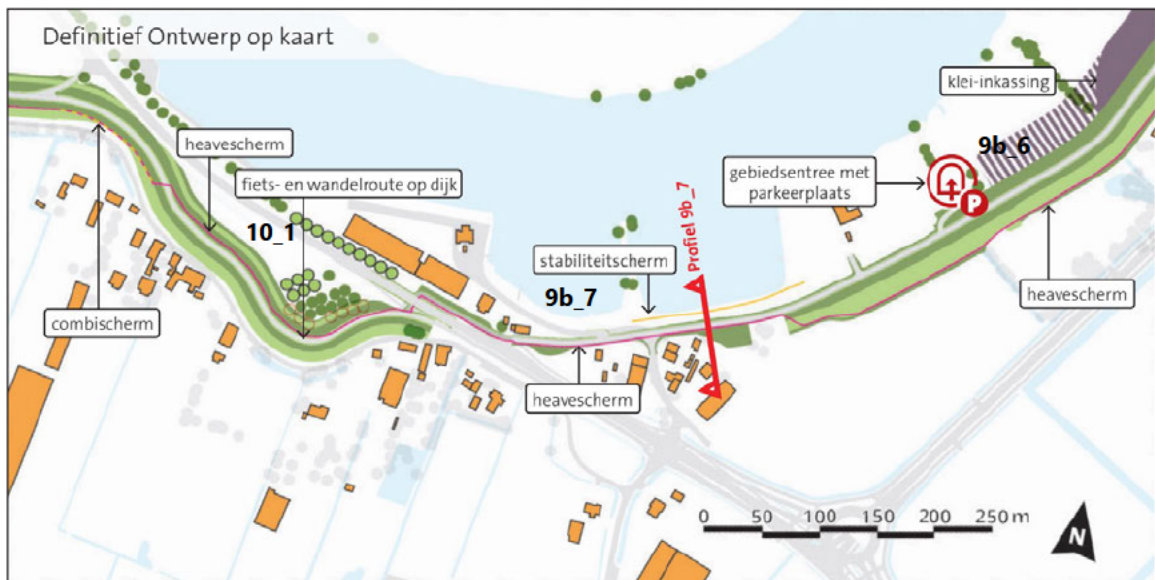 Definitief Ontwerp op kaart
klei-inkassing
9b_6
heavescherm
gebiedsentree met
parkeerplaats
P
fiets- en wandelroute op dijk
10_1
Profiel 9b_7
stabiliteitscherm
9b_7
heavescherm
combischerm
heavescherm
0 50 100 150 200 250 m
N